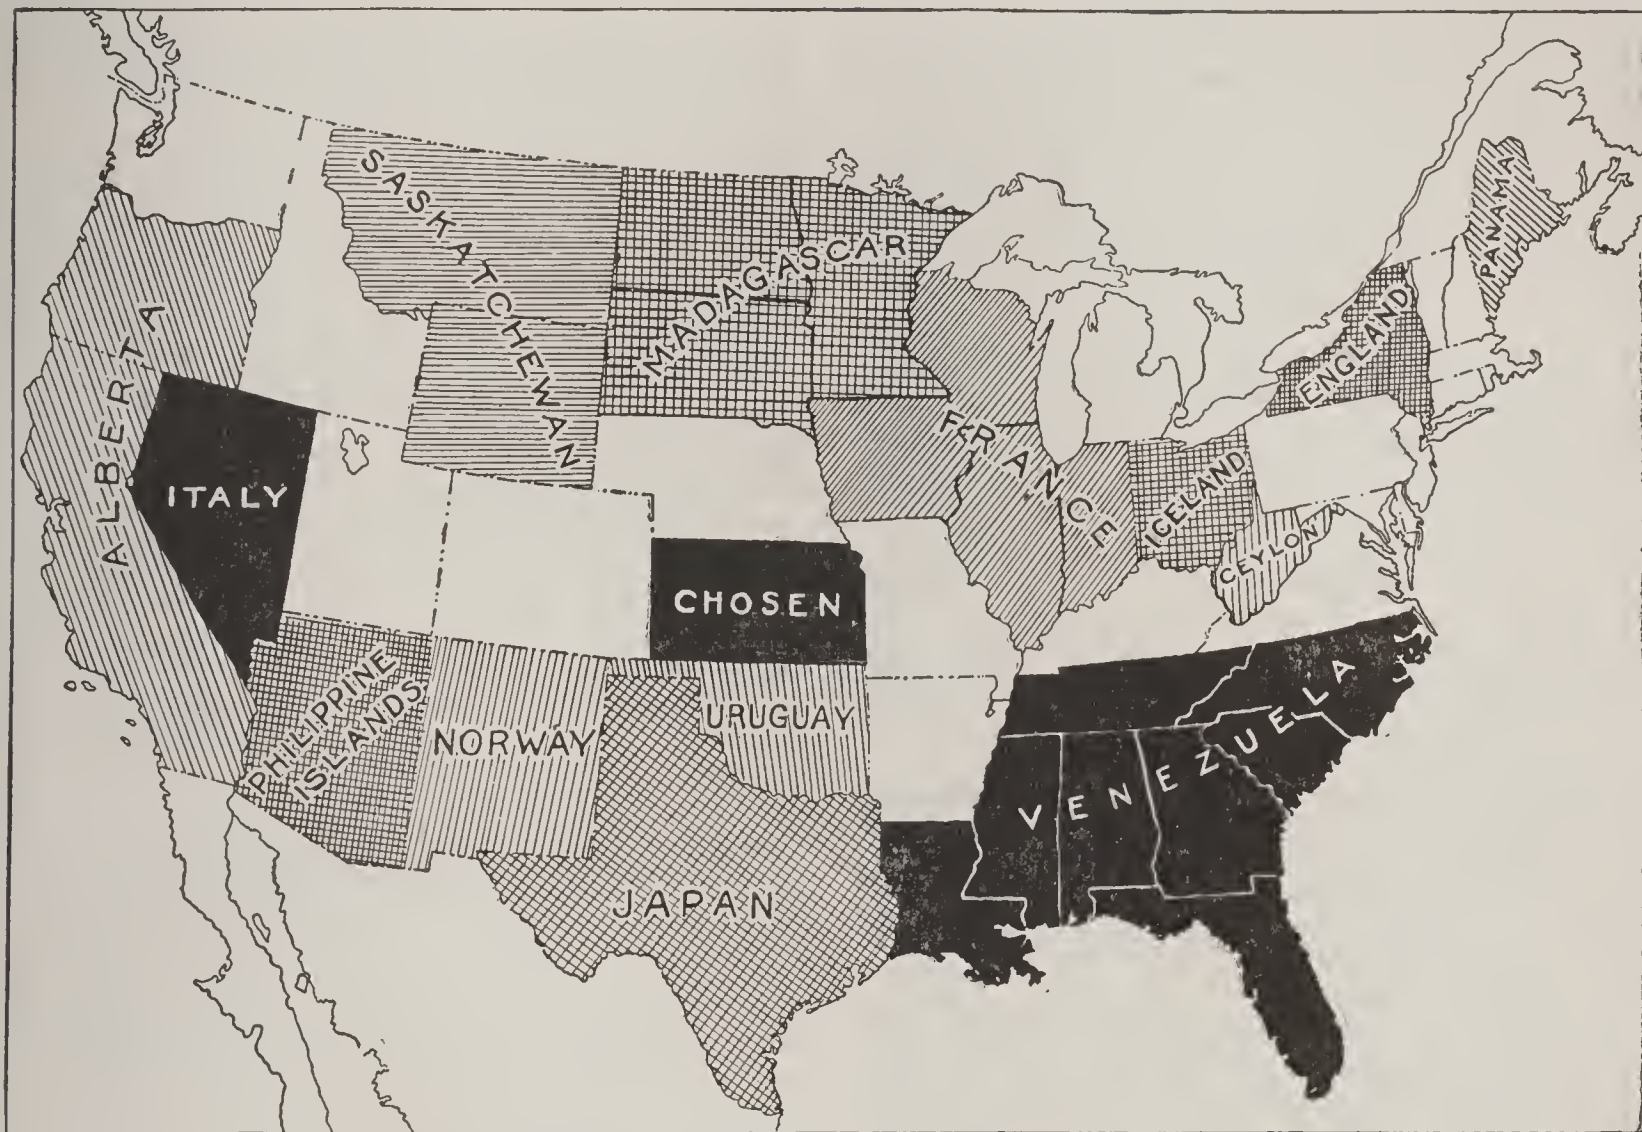 SASKATCHEWAN
MADAGASCAR
PANAMA
ALBERTA
ENGLAND
FRANCE
ITALY
ICELAND
CEYLON
CHOSEN
PHILIPPINE
ISLANDS
NORWAY
URUGUAY
VENEZUELA
JAPAN